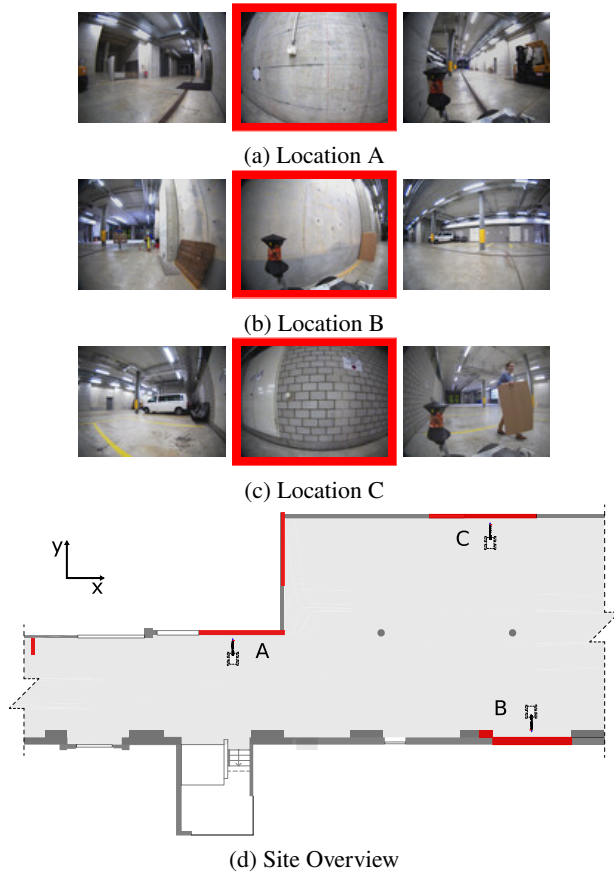 (a) Location A
(b) Location B
(c) Location C
y
x
A
B
C
(d) Site Overview